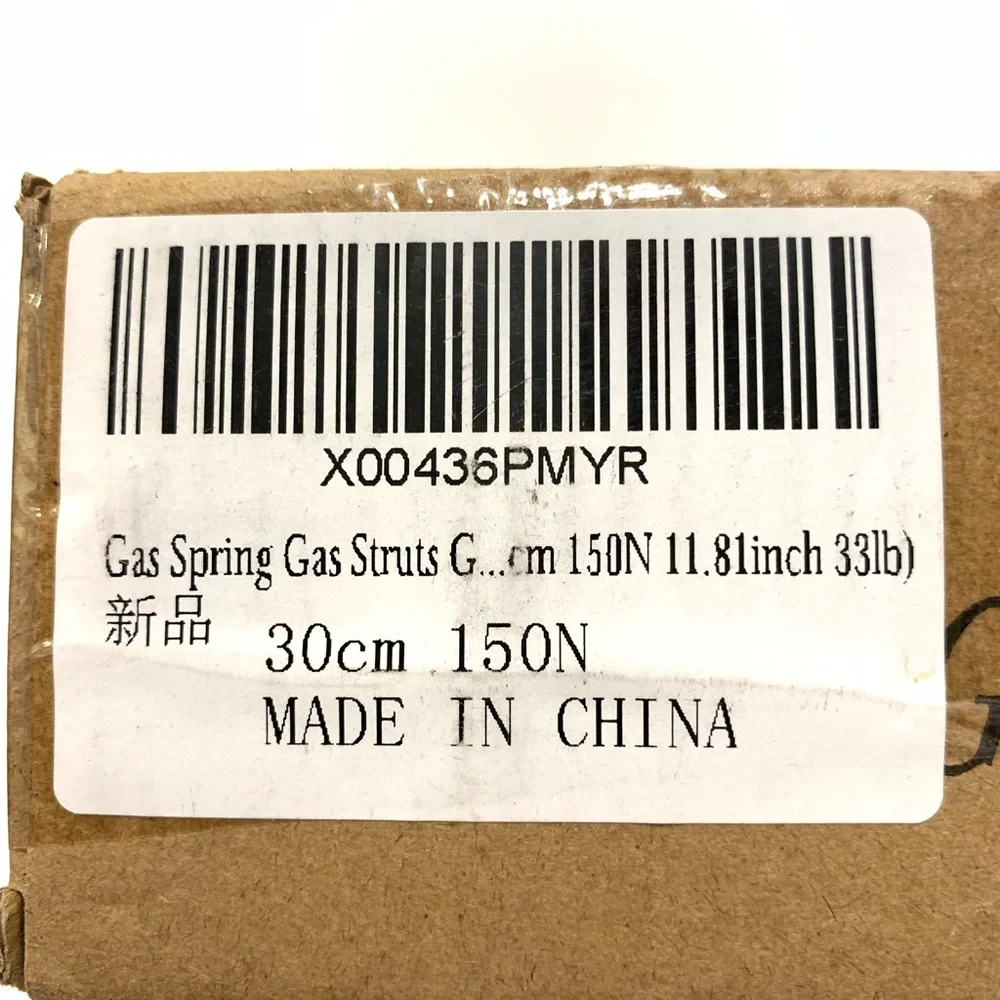 X00436PMYR
Gas Spring Gas Struts G...cm 150N 11.81inch 33lb)
新品
30cm 150N
MADE IN CHINA
G